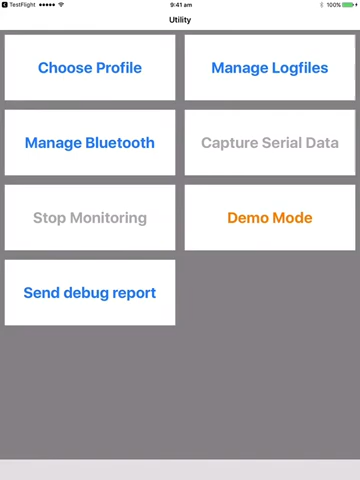 TestFlight 9:41 am 100%
Utility
Choose Profile Manage Logfiles
Manage Bluetooth Capture Serial Data
Stop Monitoring Demo Mode
Send debug report